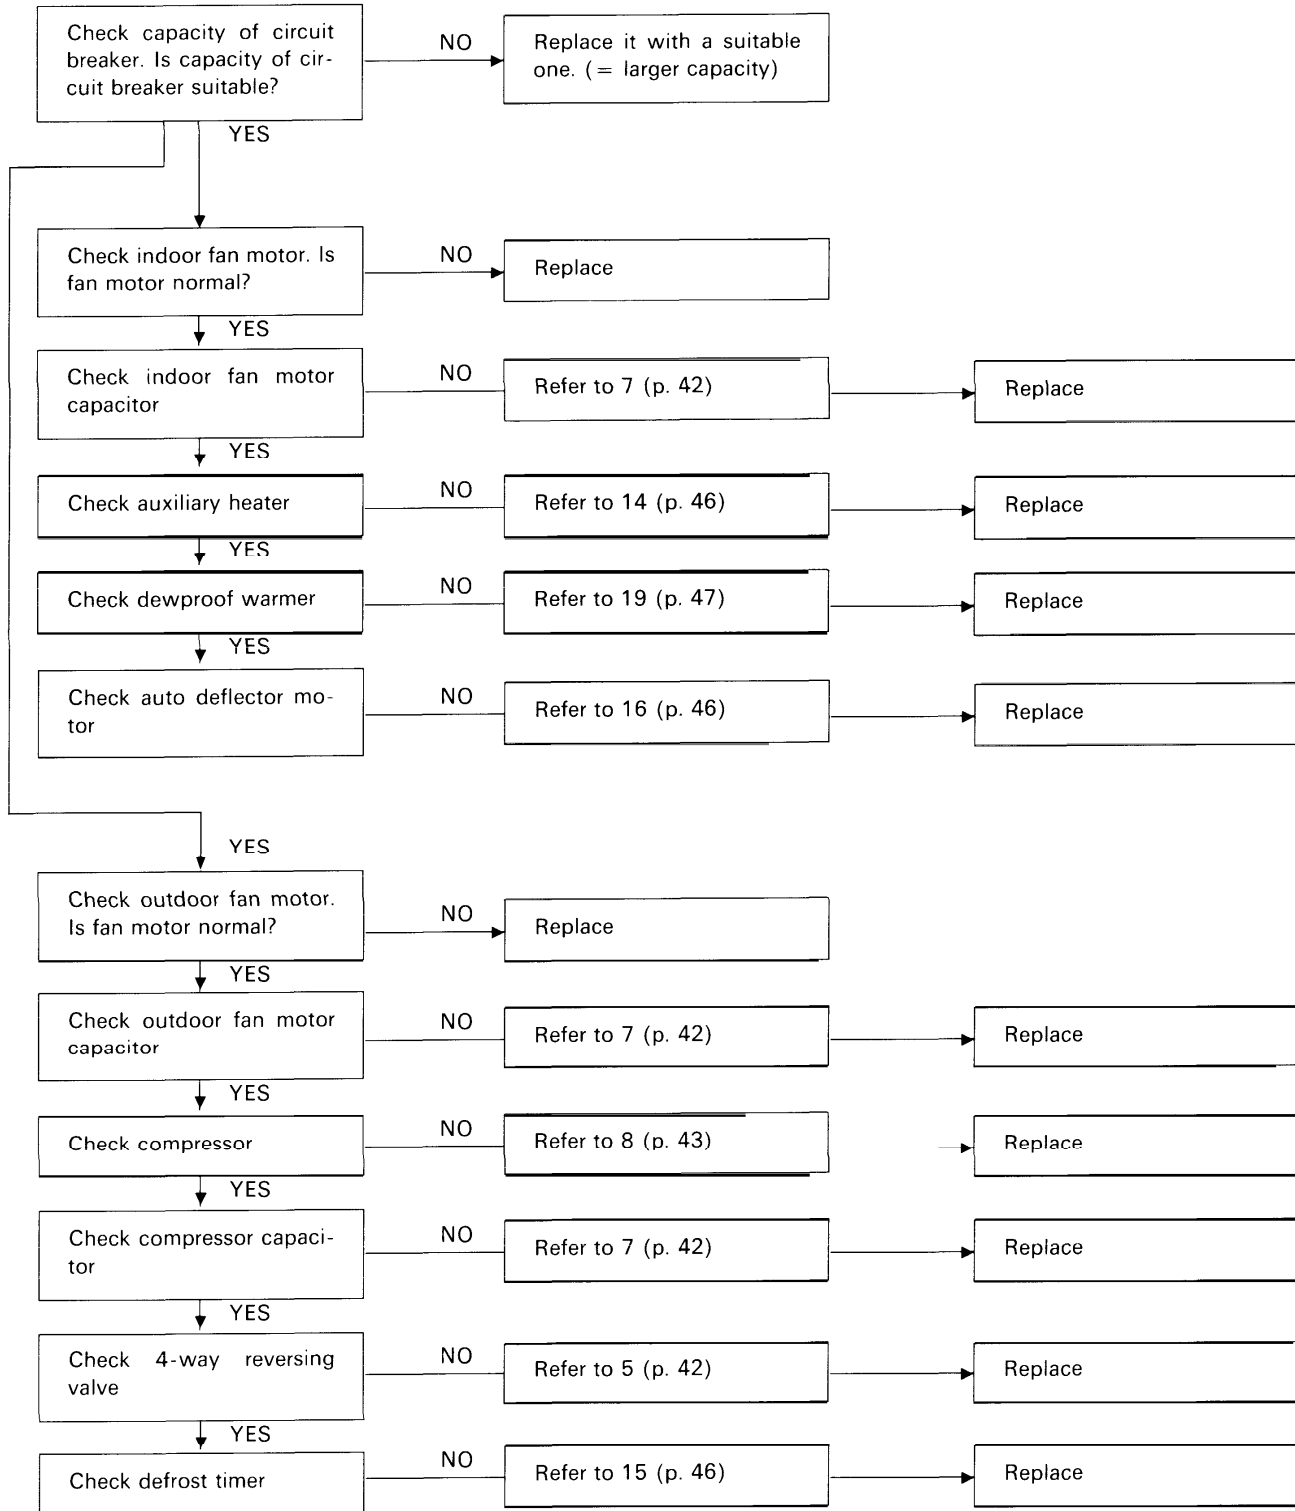 Check capacity of circuit
breaker. Is capacity of cir-
cuit breaker suitable?
NO
Replace it with a suitable
one. (= larger capacity)
YES
Check indoor fan motor. Is
fan motor normal?
NO
Replace
YES
Check indoor fan motor
capacitor
NO
Refer to 7 (p. 42)
Replace
YES
Check auxiliary heater
NO
Refer to 14 (p. 46)
Replace
YES
Check dewproof warmer
NO
Refer to 19 (p. 47)
Replace
YES
Check auto deflector mo-
tor
NO
Refer to 16 (p. 46)
Replace
YES
Check outdoor fan motor.
Is fan motor normal?
NO
Replace
YES
Check outdoor fan motor
capacitor
NO
Refer to 7 (p. 42)
Replace
YES
Check compressor
NO
Refer to 8 (p. 43)
Replace
YES
Check compressor capaci-
tor
NO
Refer to 7 (p. 42)
Replace
YES
Check 4-way reversing
valve
NO
Refer to 5 (p. 42)
Replace
YES
Check defrost timer
NO
Refer to 15 (p. 46)
Replace